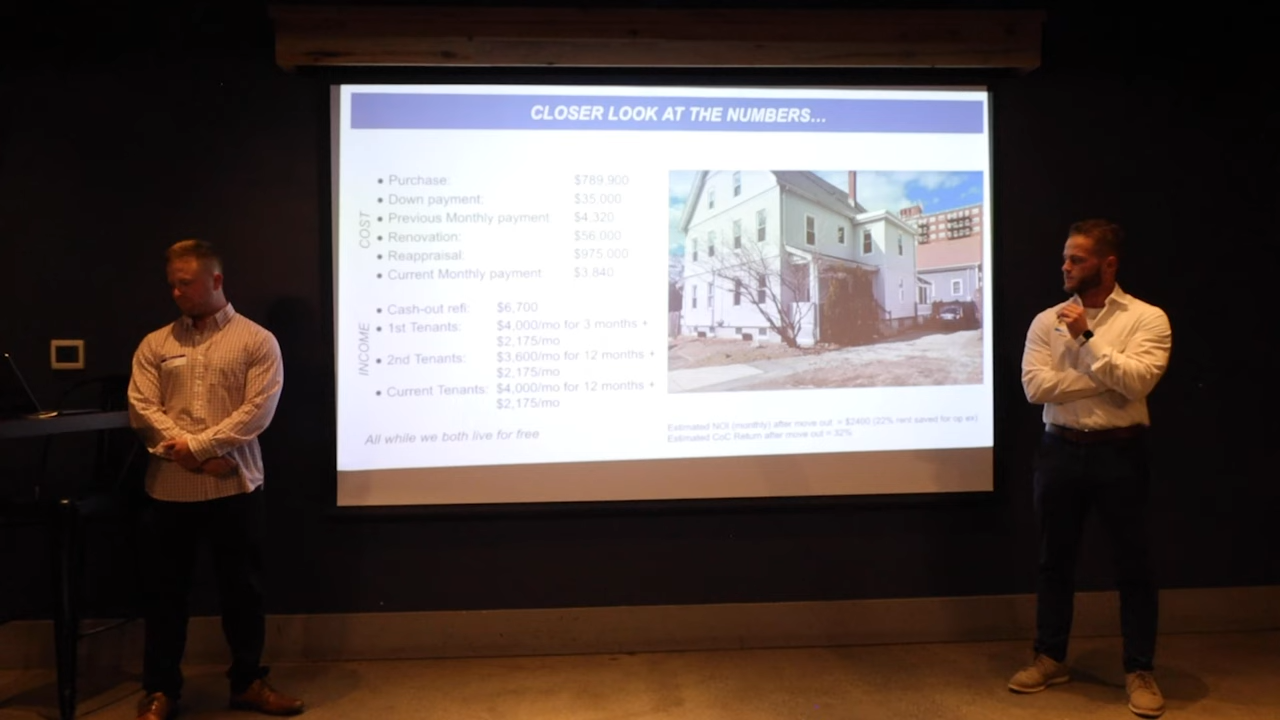 CLOSER LOOK AT THE NUMBERS...
COST
• Purchase: $789,900
• Down payment: $35,000
• Previous Monthly payment $4,320
• Renovation: $56,000
• Reappraisal: $975,000
• Current Monthly payment: $3,840
INCOME
• Cash-out refi: $6,700
• 1st Tenants: $4,000/mo for 3 months +
$2,175/mo
• 2nd Tenants: $3,600/mo for 12 months +
$2,175/mo
• Current Tenants: $4,000/mo for 12 months +
$2,175/mo
All while we both live for free
Estimated NOI (monthly) after move out = $2400 (22% rent saved for op ex)
Estimated CoC Return after move out = 32%